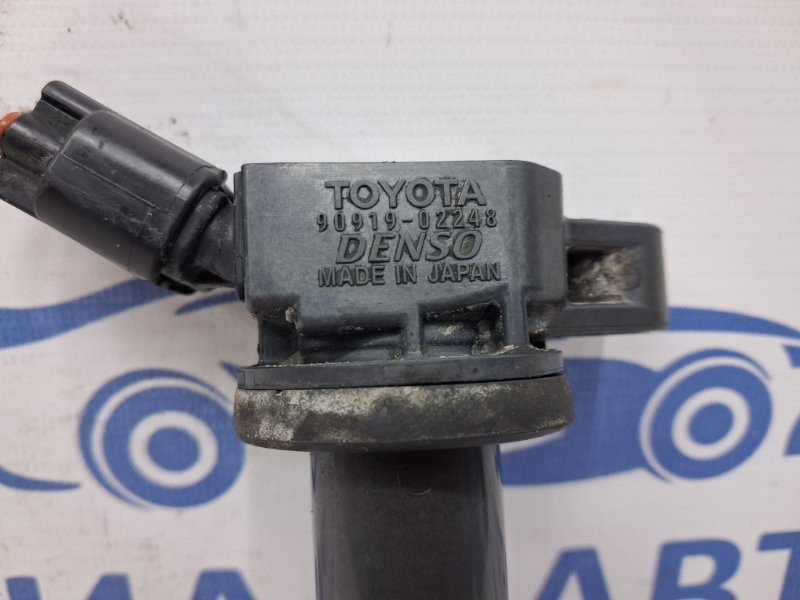 TOYOTA
90919-02248
DENSO
MADE IN JAPAN